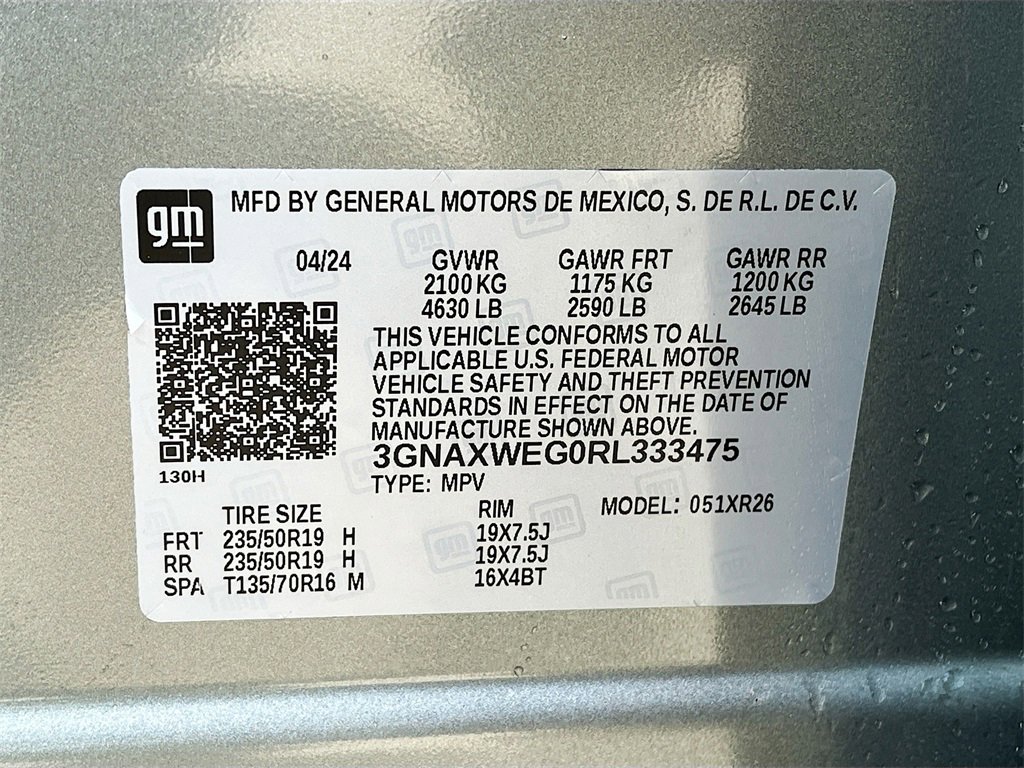 gm
MFD BY GENERAL MOTORS DE MEXICO, S. DE R.L. DE C.V.
04/24 GVWR GAWR FRT GAWR RR
2100 KG 1175 KG 1200 KG
4630 LB 2590 LB 2645 LB
THIS VEHICLE CONFORMS TO ALL
APPLICABLE U.S. FEDERAL MOTOR
VEHICLE SAFETY AND THEFT PREVENTION
STANDARDS IN EFFECT ON THE DATE OF
MANUFACTURE SHOWN ABOVE.
3GNAXWEG0RL333475
130H
TYPE: MPV
TIRE SIZE RIM MODEL: 051XR26
FRT 235/50R19 H 19X7.5J
RR 235/50R19 H 19X7.5J
SPA T135/70R16 M 16X4BT